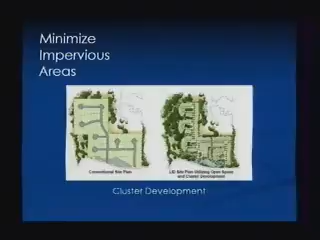 Minimize
Impervious
Areas
Conventional Site Plan
LID Site Plan Utilizing Open Space
and Cluster Development
Cluster Development